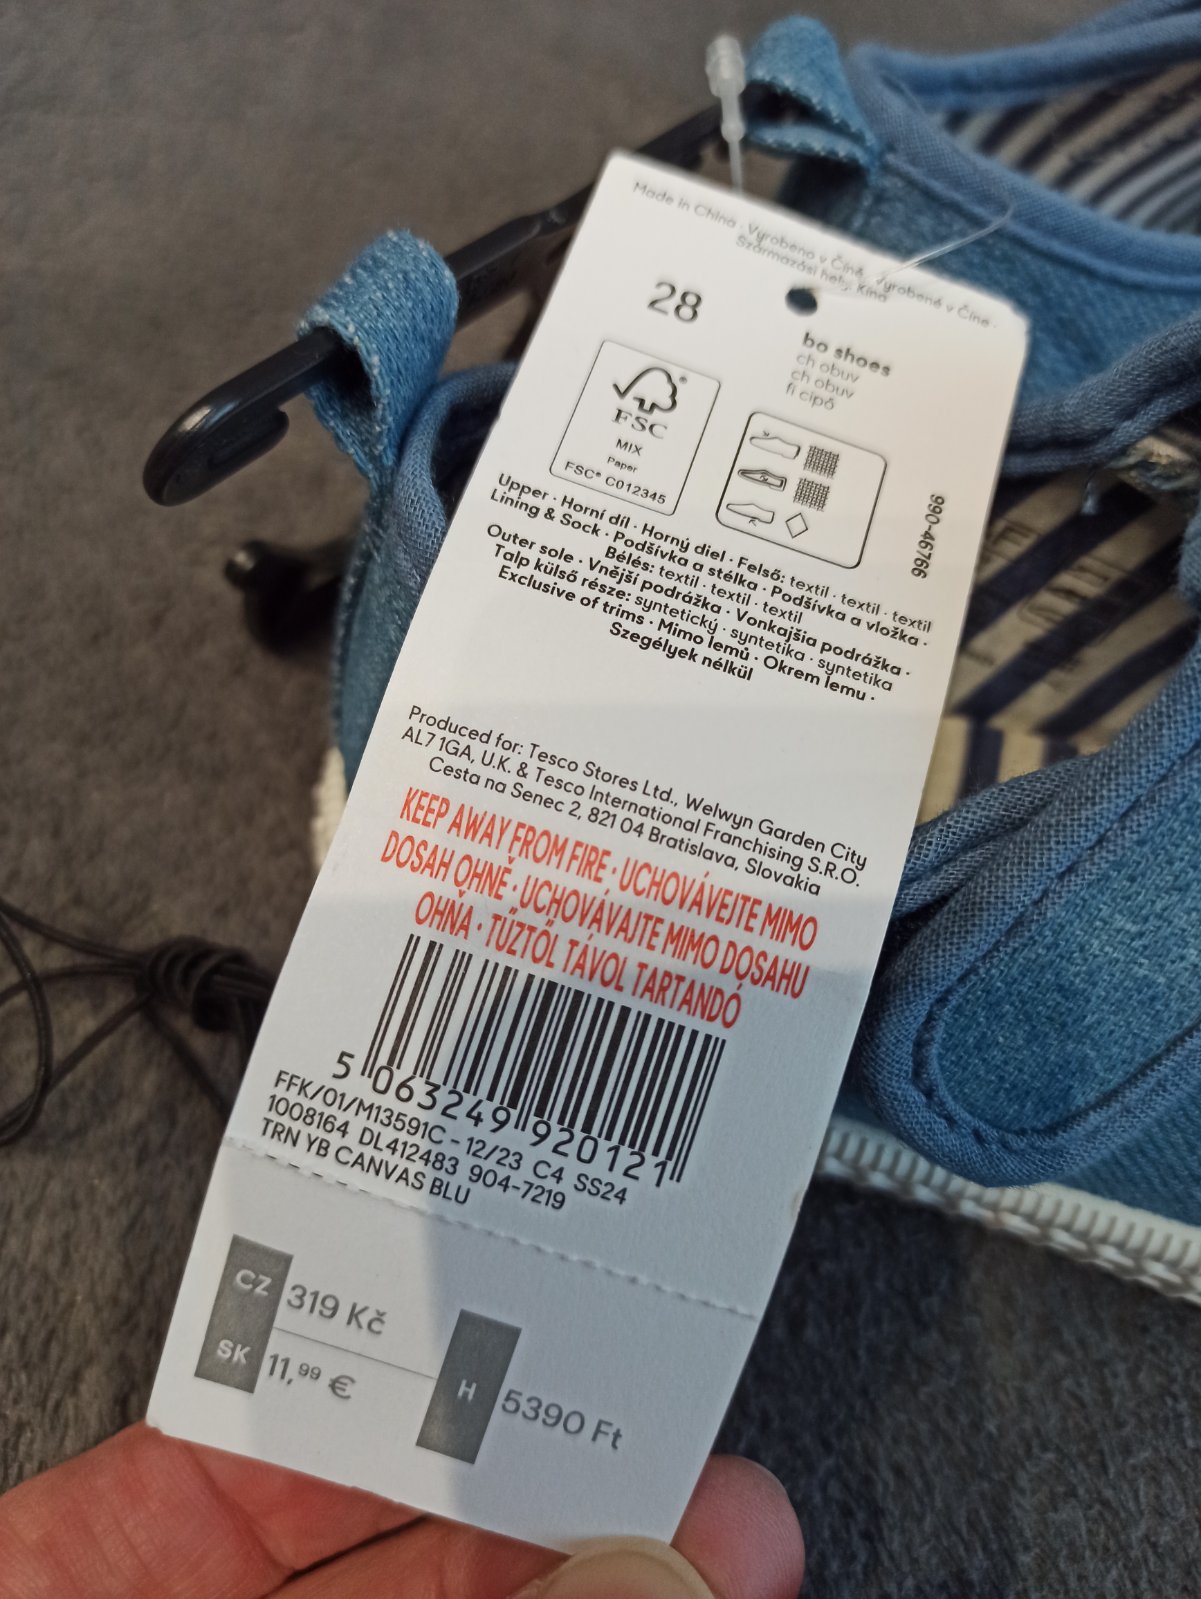 Made in China · Vyrobeno v Číně · Vyrobené v Číne ·
Származási hely: Kína
28
bo shoes
ch obuv
ch obuv
fi cipő
FSC®
MIX
Paper
FSC® C012345
990-46766
Upper · Horní díl · Horný diel · Felső: textil · textil · textil
Lining & Sock · Podšívka a stélka · Podšívka a vložka ·
Bélés: textil · textil · textil
Outer sole · Vnější podrážka · Vonkajšia podrážka ·
Talp külső része: syntetický · syntetika · syntetika
Exclusive of trims · Mimo lemů · Okrem lemu ·
Szegélyek nélkül
Produced for: Tesco Stores Ltd., Welwyn Garden City
AL7 1GA, U.K. & Tesco International Franchising S.R.O.
Cesta na Senec 2, 821 04 Bratislava, Slovakia
KEEP AWAY FROM FIRE · UCHOVÁVEJTE MIMO
DOSAH OHNĚ · UCHOVÁVAJTE MIMO DOSAHU
OHŇA · TŰZTŐL TÁVOL TARTANDÓ
5 063249 920121
FFK/01/M13591C - 12/23 C4 SS24
1008164 DL412483 904-7219
TRN YB CANVAS BLU
CZ 319 Kč
SK 11,99 €
H 5390 Ft